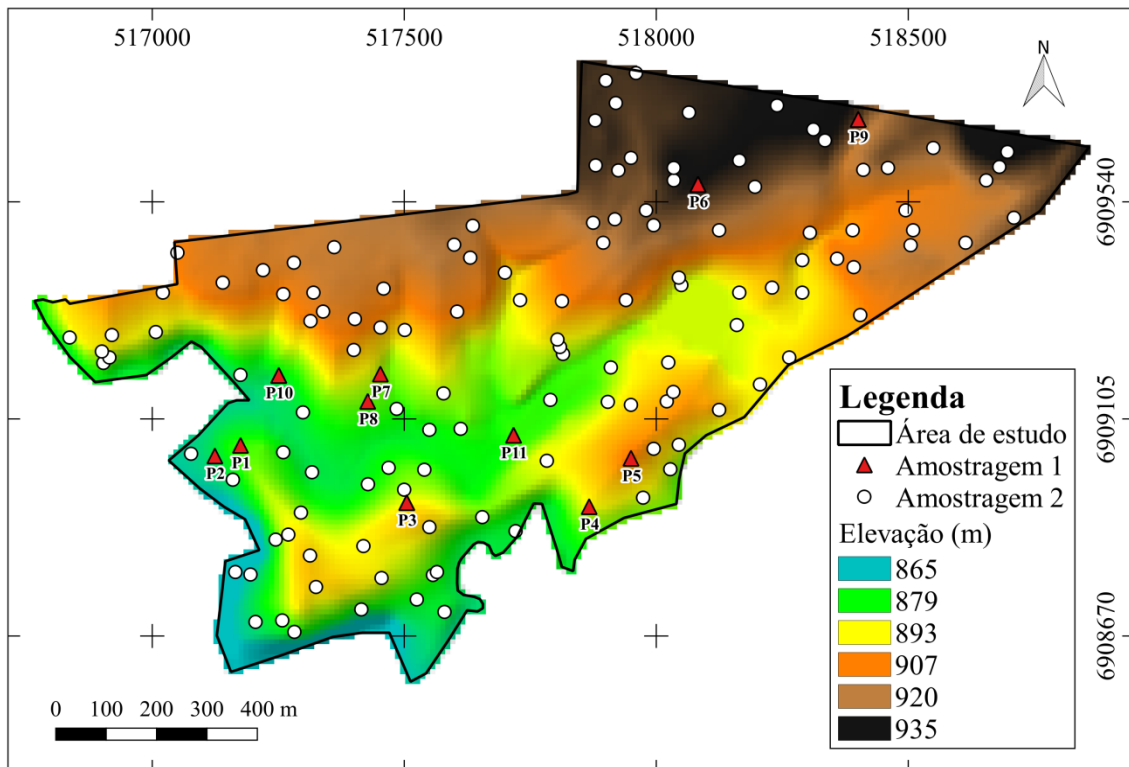 517000 517500 518000 518500
N
P9
P6
6909540
P10
P7
P8
6909105
P1
P2
P11
P5
P3
P4
6908670
Legenda
Área de estudo
Amostragem 1
Amostragem 2
Elevação (m)
865
879
893
907
920
935
0 100 200 300 400 m